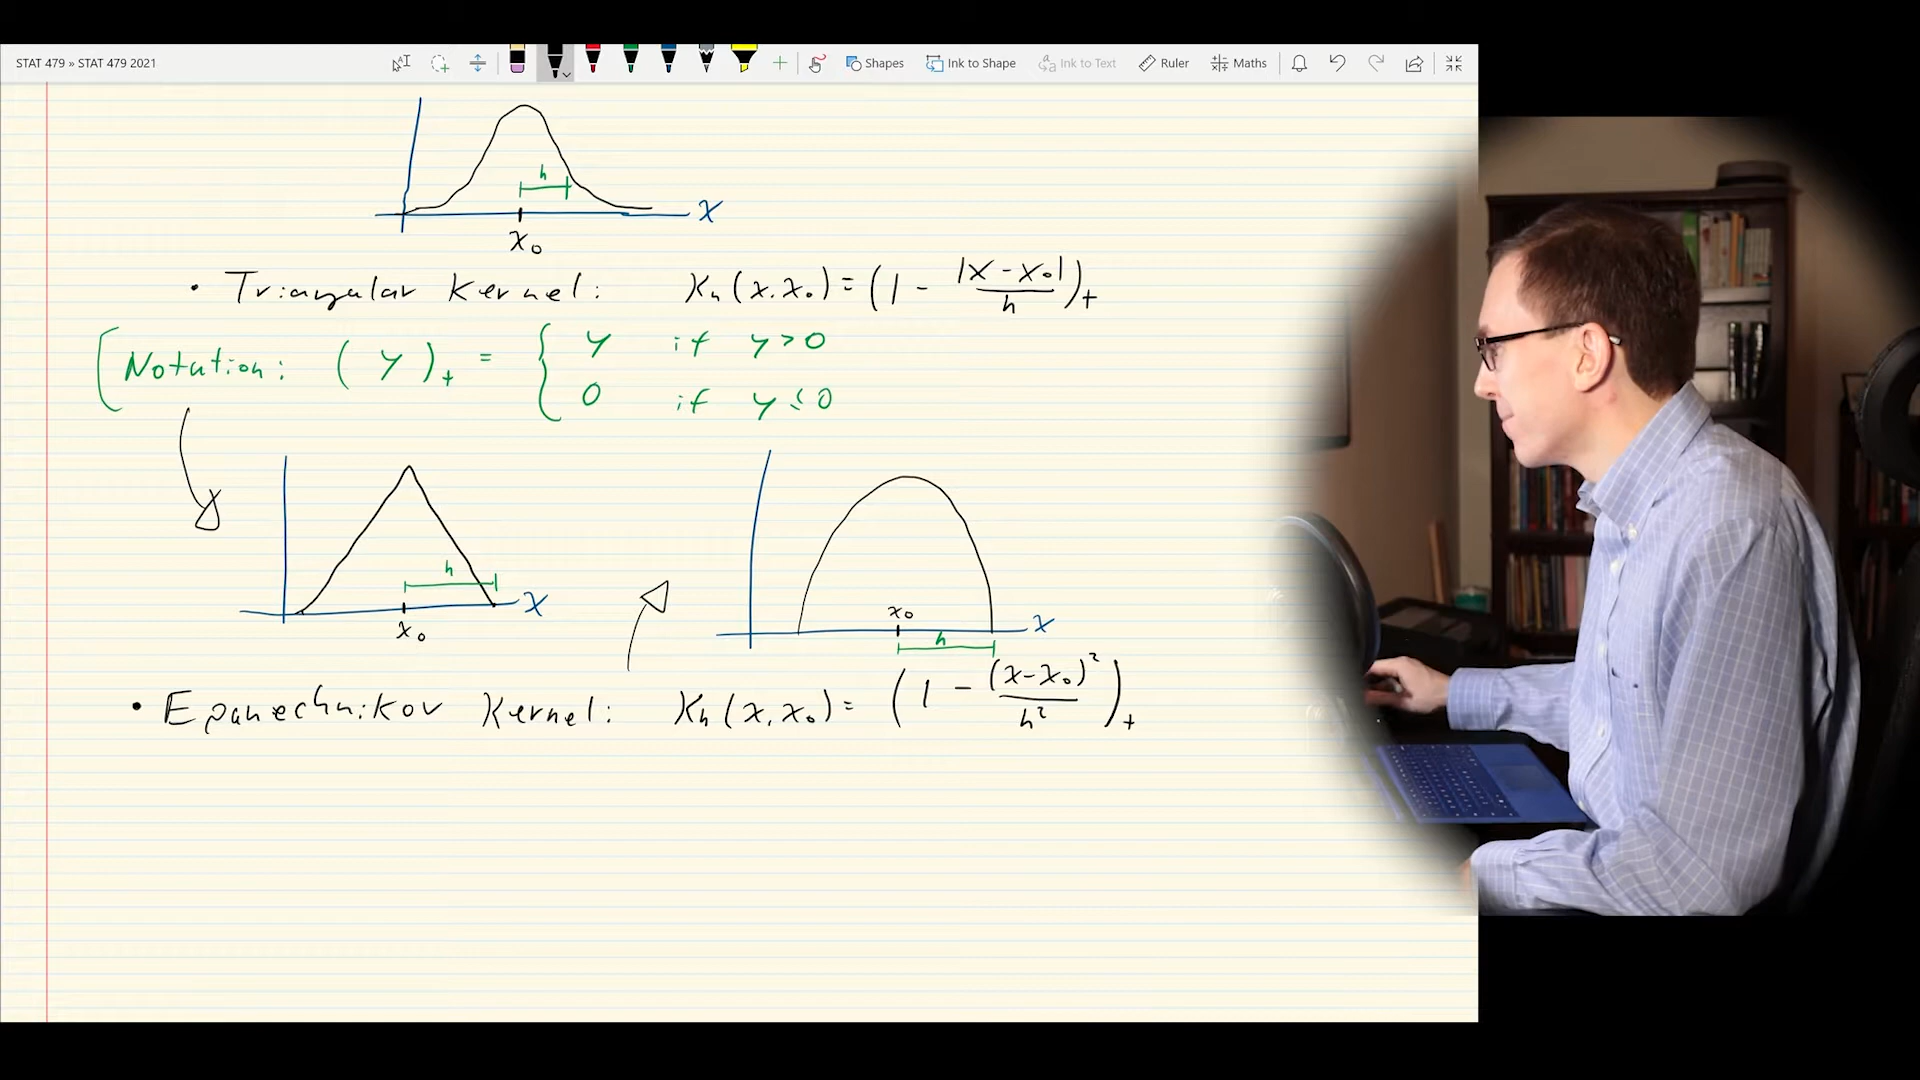 STAT 479 » STAT 479 2021
Shapes Ink to Shape Ink to Text Ruler Maths
h
x
x₀
• Triangular Kernel: Kₕ(x, x₀) = (1 - |x - x₀|/h)₊
[Notation: (y)₊ = { y if y > 0
0 if y ≤ 0
h
x
x₀
x₀
x
h
• Epanechnikov Kernel: Kₕ(x, x₀) = (1 - (x-x₀)²/h²)₊